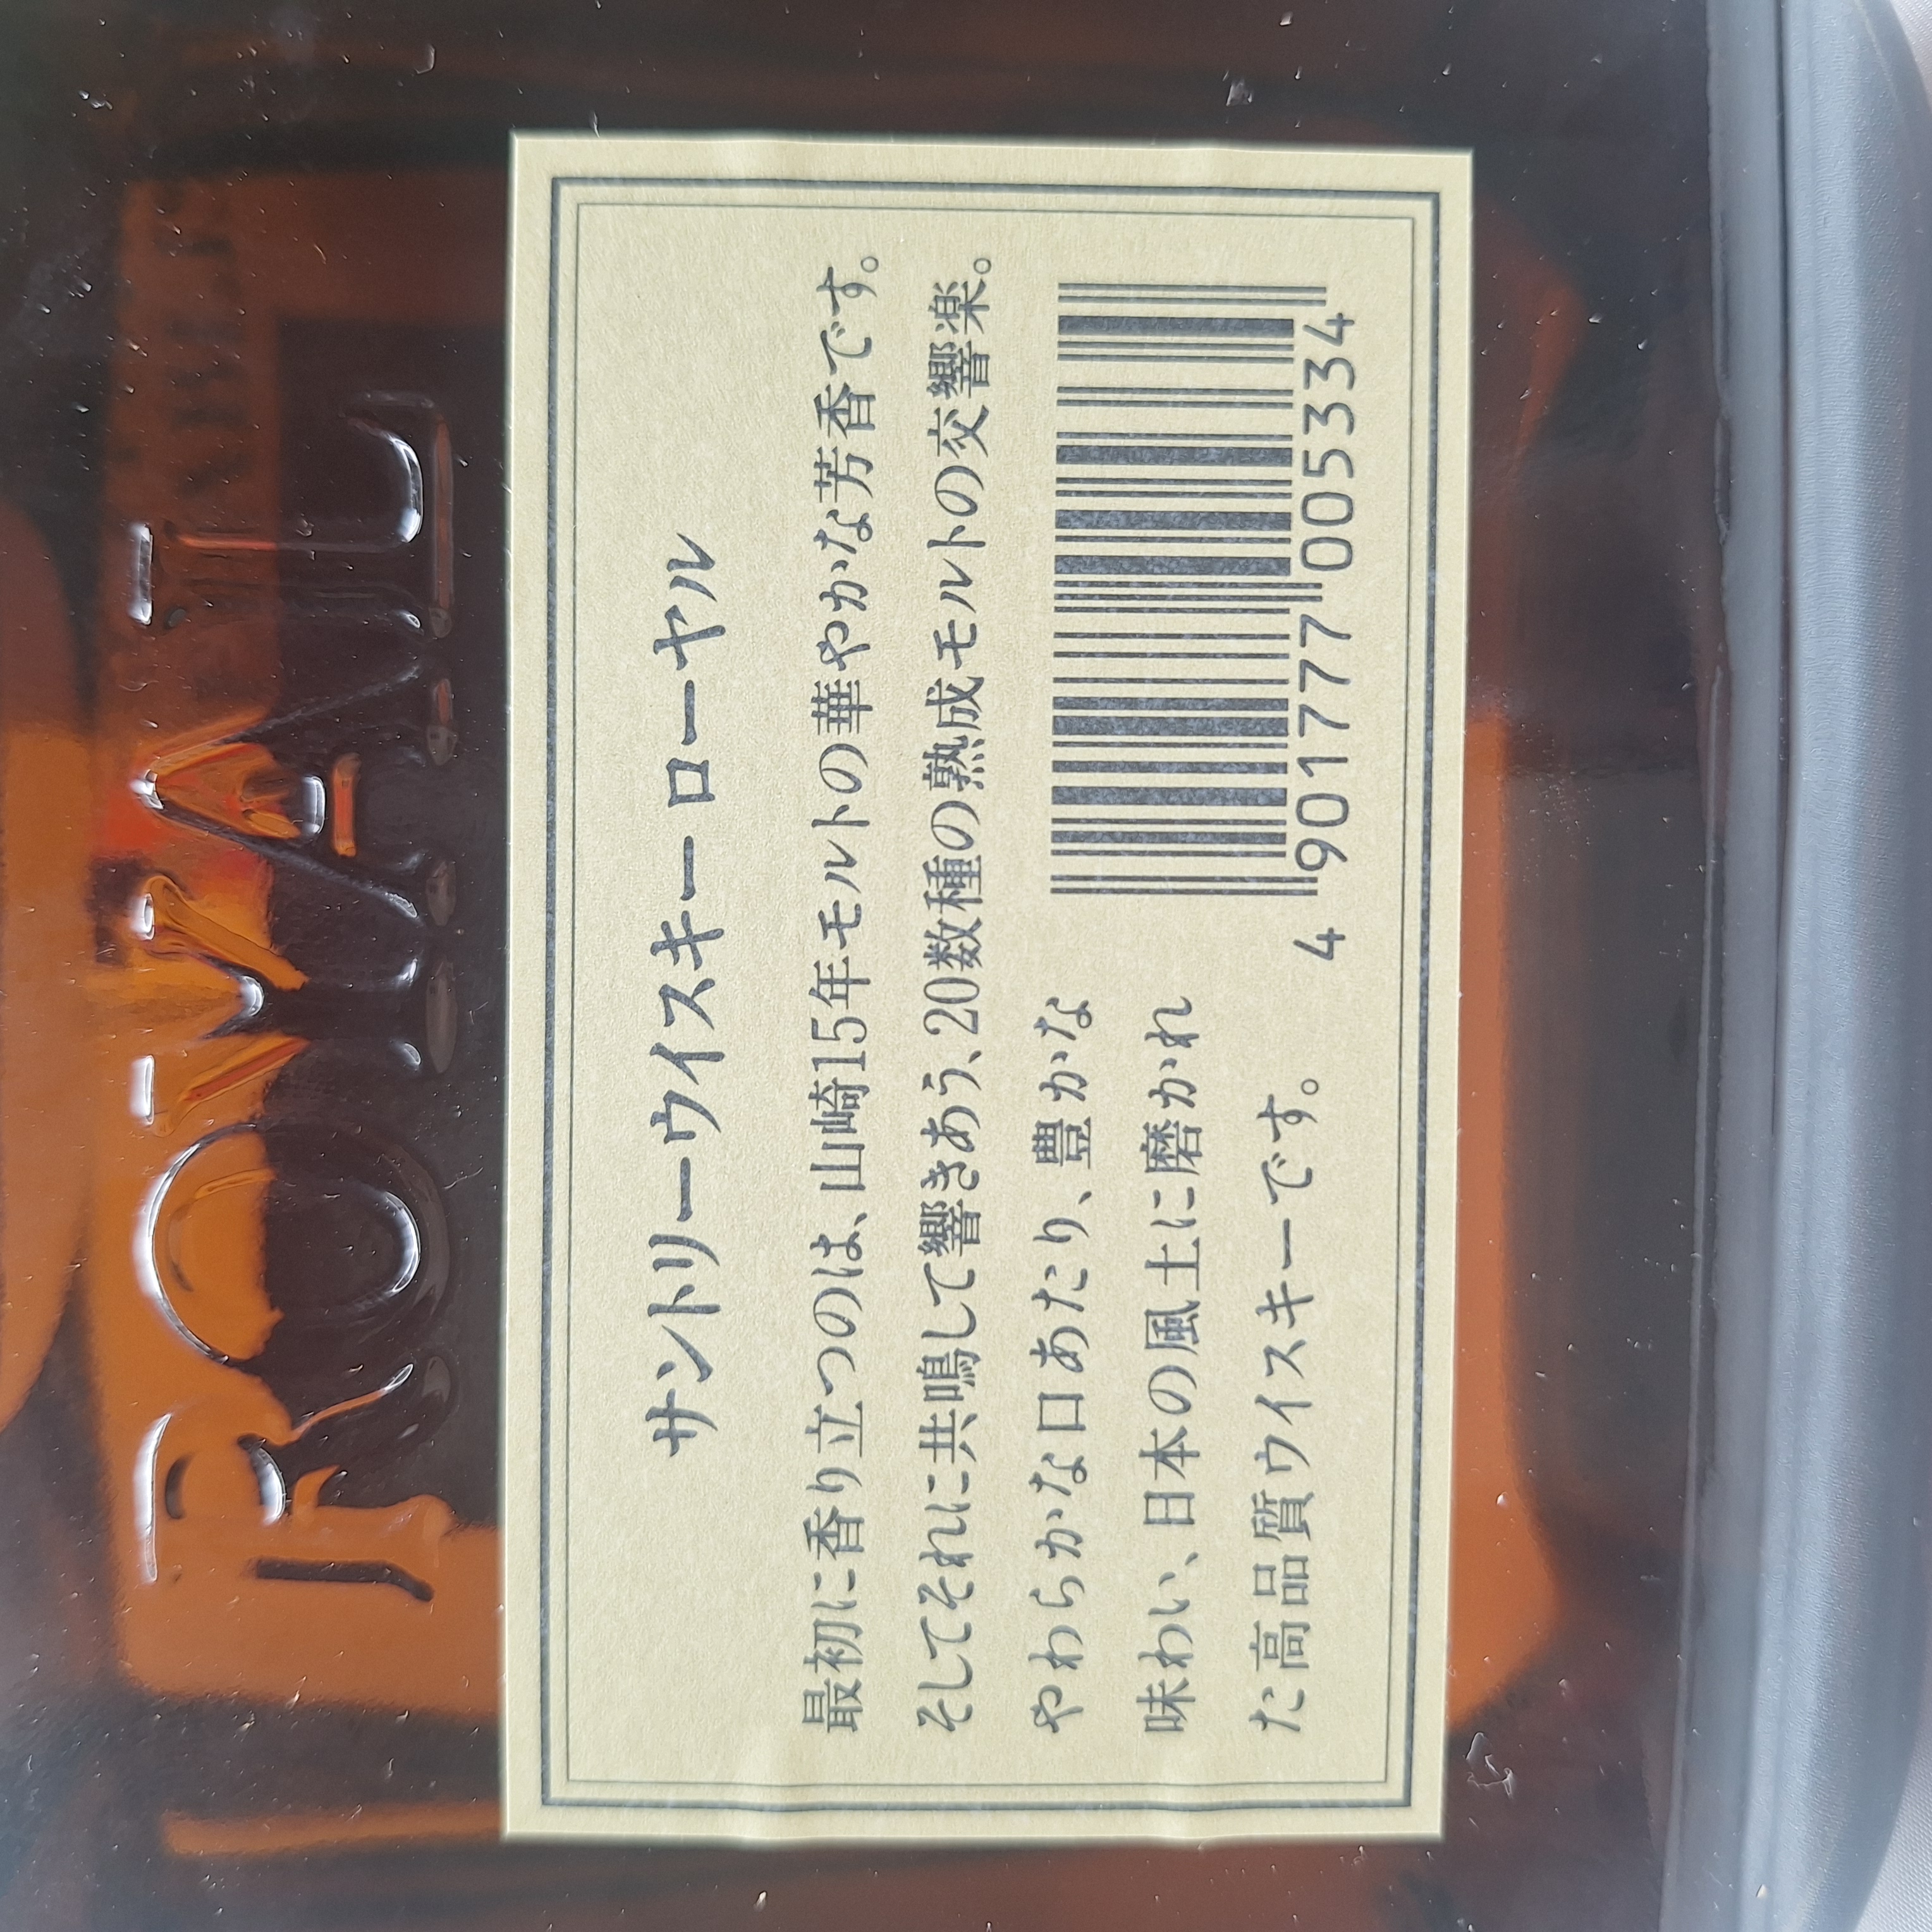 ROYAL
サントリーウイスキー ローヤル
最初に香り立つのは、山崎15年モルトの華やかな芳香です。
そしてそれに共鳴して響きあう、20数種の熟成モルトの交響楽。
やわらかな口あたり、豊かな
味わい、日本の風土に磨かれ
た高品質ウイスキーです。
4 901777 005334